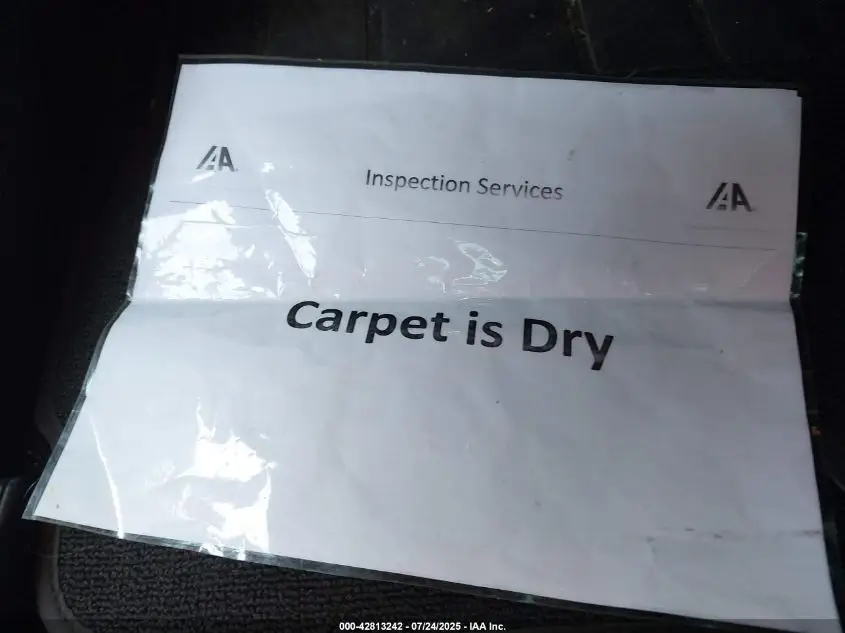 IAA
Inspection Services
IAA
Carpet is Dry
000-42813242 - 07/24/2025 - IAA Inc.